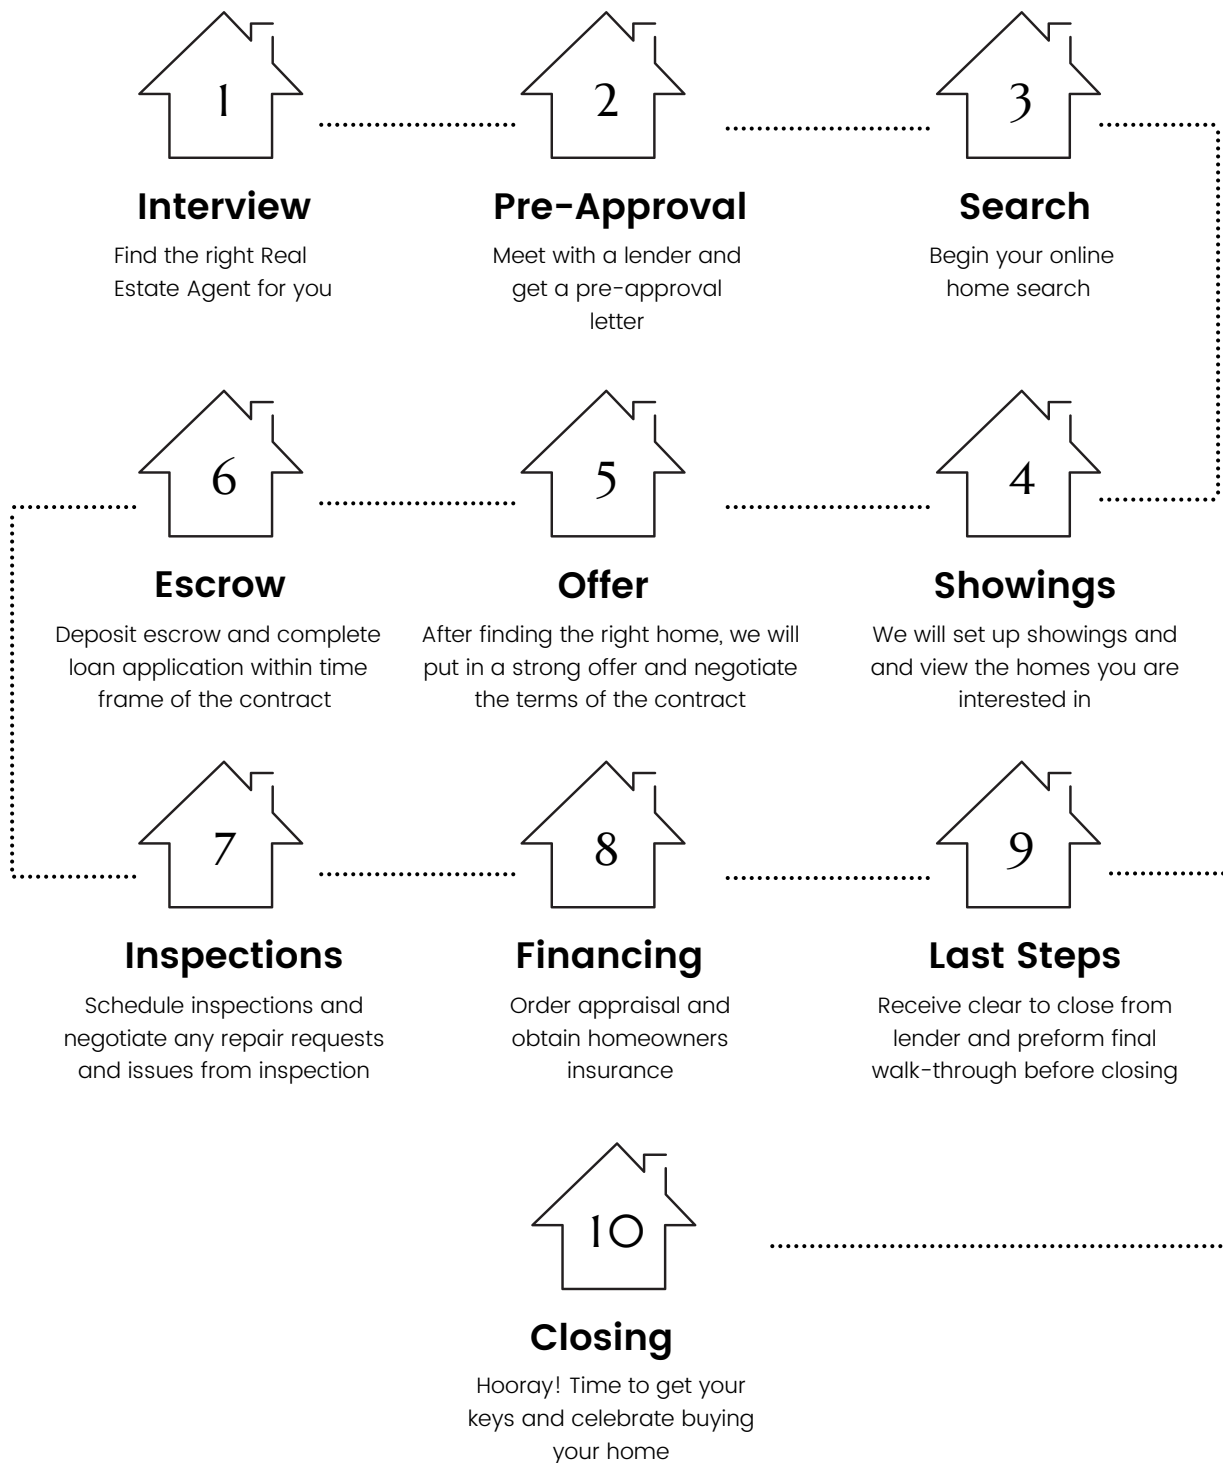 1
Interview
Find the right Real
Estate Agent for you
2
Pre-Approval
Meet with a lender and
get a pre-approval
letter
3
Search
Begin your online
home search
4
Showings
We will set up showings and
and view the homes you are
interested in
5
Offer
After finding the right home, we will
put in a strong offer and negotiate
the terms of the contract
6
Escrow
Deposit escrow and complete
loan application within time
frame of the contract
7
Inspections
Schedule inspections and
negotiate any repair requests
and issues from inspection
8
Financing
Order appraisal and
obtain homeowners
insurance
9
Last Steps
Receive clear to close from
lender and preform final
walk-through before closing
10
Closing
Hooray! Time to get your
keys and celebrate buying
your home